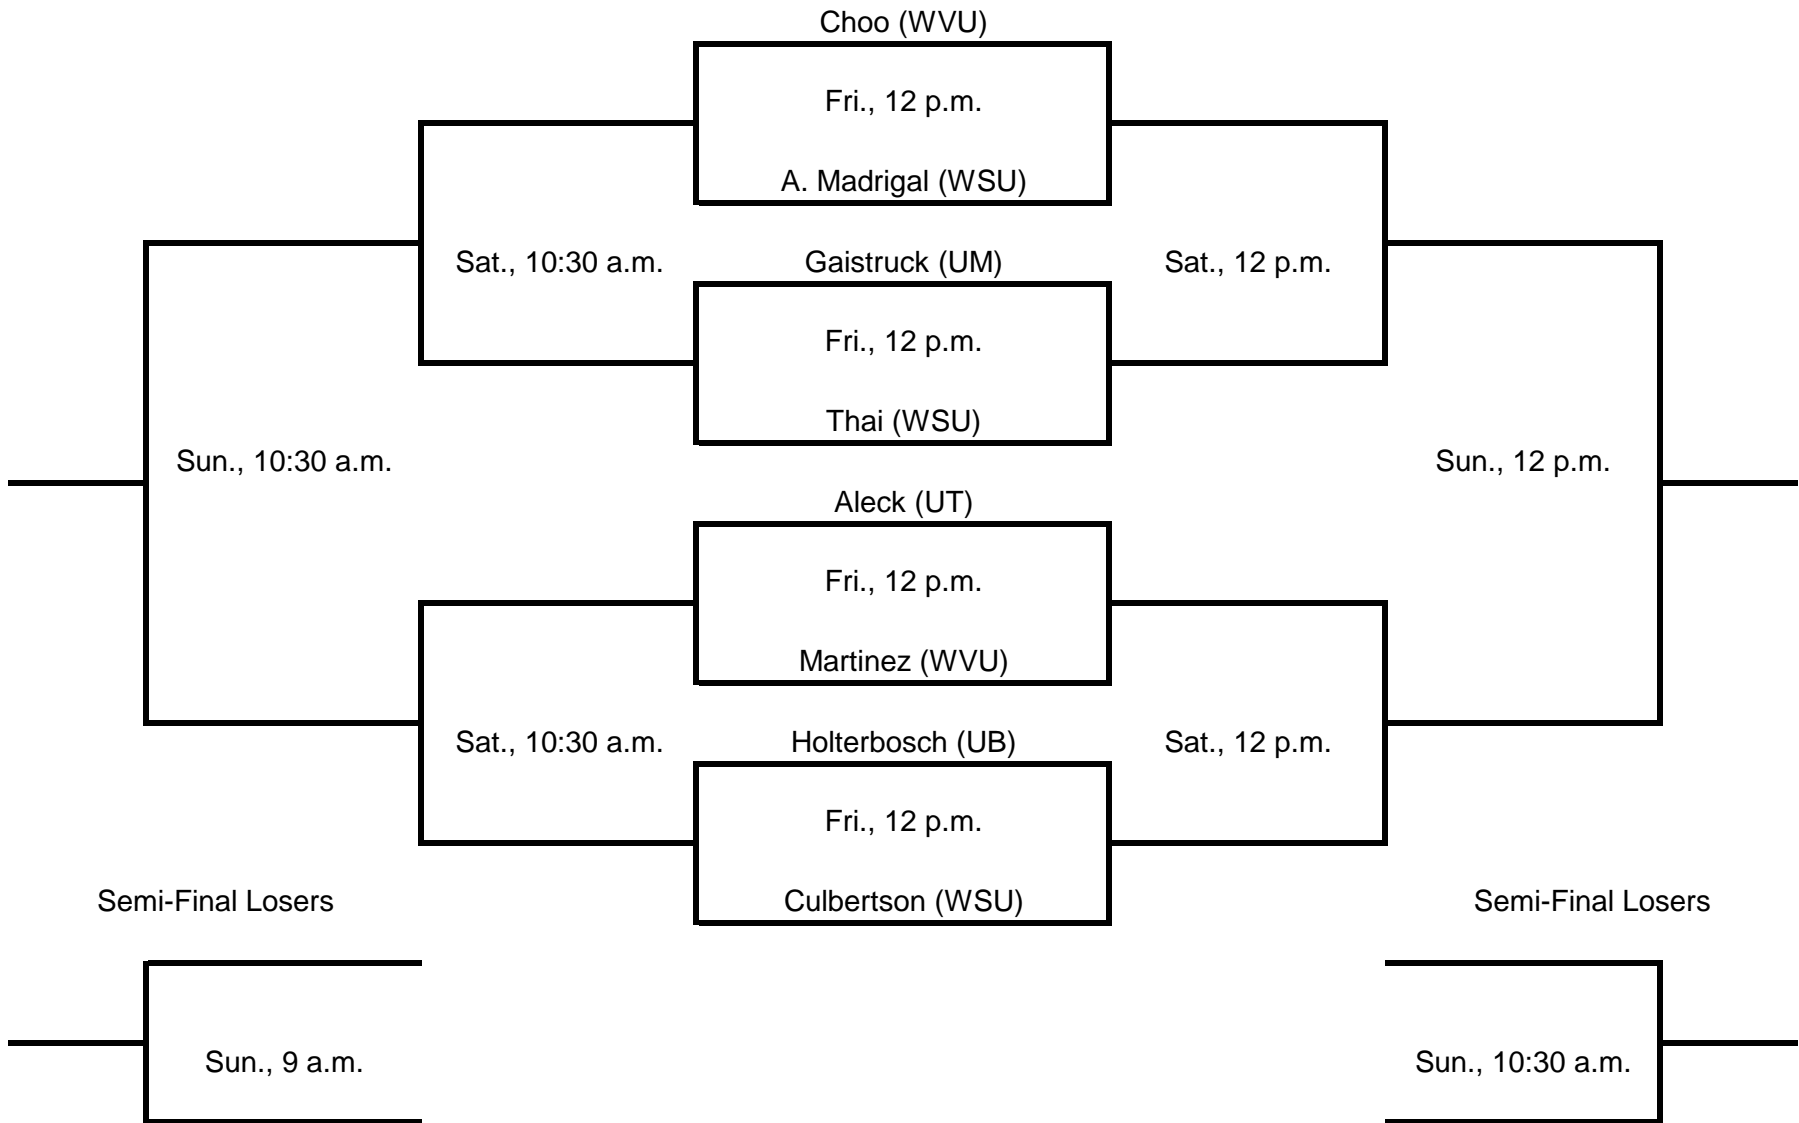 Choo (WVU)
Fri., 12 p.m.
A. Madrigal (WSU)
Sat., 10:30 a.m.
Gaistruck (UM)
Sat., 12 p.m.
Fri., 12 p.m.
Thai (WSU)
Sun., 10:30 a.m.
Sun., 12 p.m.
Aleck (UT)
Fri., 12 p.m.
Martinez (WVU)
Sat., 10:30 a.m.
Holterbosch (UB)
Sat., 12 p.m.
Fri., 12 p.m.
Semi-Final Losers
Culbertson (WSU)
Semi-Final Losers
Sun., 9 a.m.
Sun., 10:30 a.m.